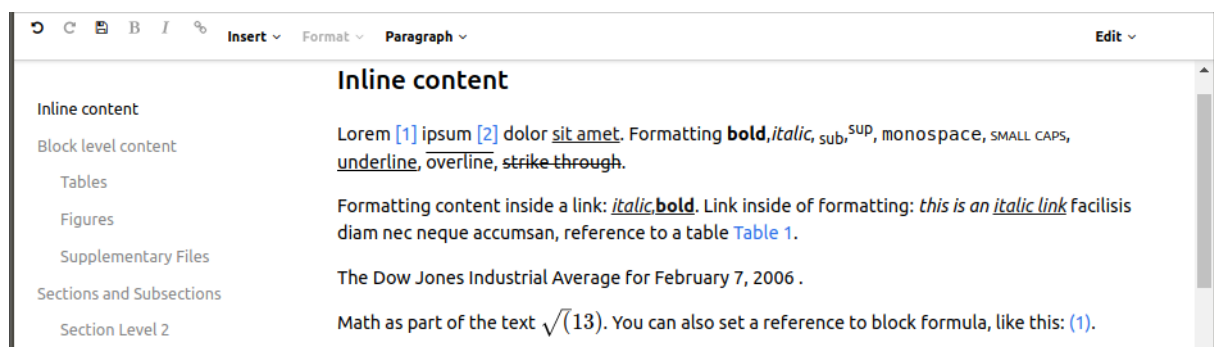 B I Insert Format Paragraph Edit
Inline content
Block level content
Tables
Figures
Supplementary Files
Sections and Subsections
Section Level 2
Inline content
Lorem [1] ipsum [2] dolor sit amet. Formatting bold,italic, sub,sup, monospace, SMALL CAPS,
underline, overline, strike through.
Formatting content inside a link: italic,bold. Link inside of formatting: this is an italic link facilisis
diam nec neque accumsan, reference to a table Table 1.
The Dow Jones Industrial Average for February 7, 2006 .
Math as part of the text √(13). You can also set a reference to block formula, like this: (1).